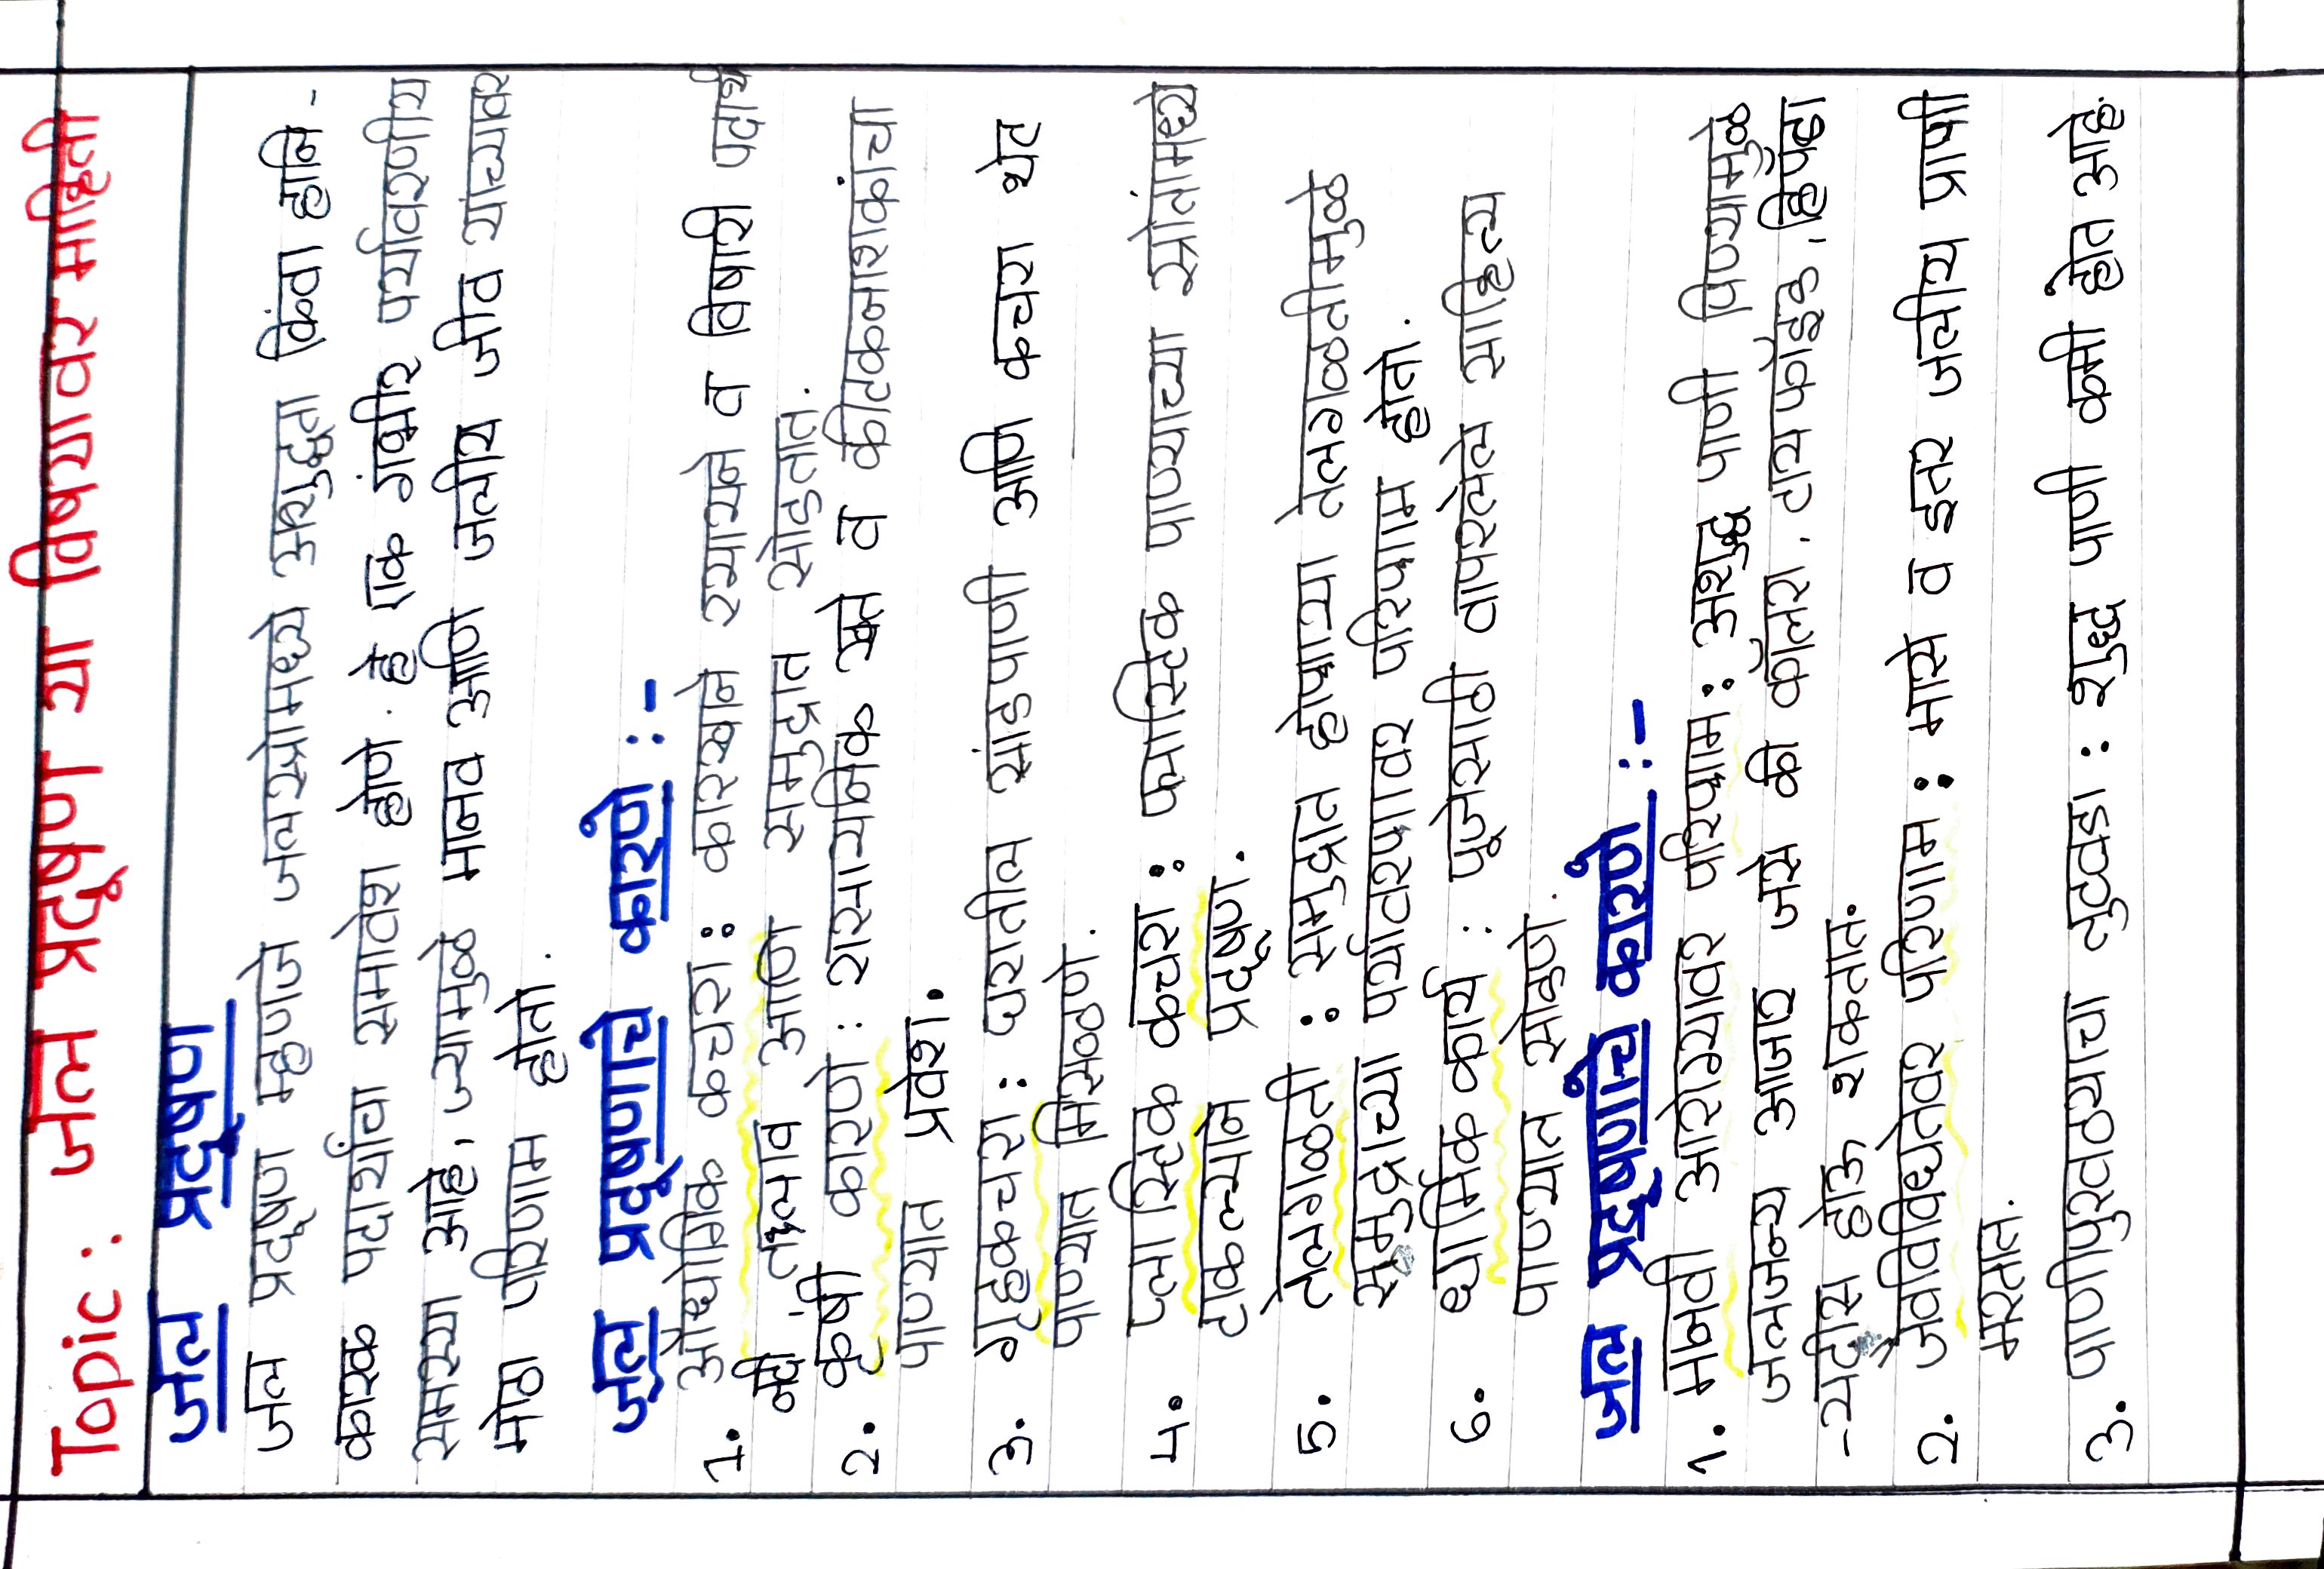 Topic : जल प्रदूषण या विषयावर माहिती
जल प्रदूषण
जल प्रदूषण म्हणजे जलस्त्रोमध्ये अशुद्धता किंवा हानि -
कारक पदार्थांचा समावेश होणे . हे एक गंभीर पर्यावरणीय
समस्या आहे, ज्यामुळे मानव आणि जलीय जीव यांच्यावर
मोठा परिणाम होतो .
जल प्रदूषणाचे कारणे :-
1. औधोगिक कचरा : कारखाने रसायने व विषारी पदार्थ
नदी , तलाव आणि समुद्रात सोडतात .
2. कृषी कारणे : रासायनिक खते व कीटकनाशकांचा
पाण्यात प्रवेश .
3. गृहकचरा : घरातील सांडपाणी आणि कचरा थेट
पाण्यात मिसळणे .
4. प्लास्टिक कचरा : प्लास्टिक पाण्याच्या स्रोतांमध्ये
टाकल्याने प्रदूषण .
5. तेलगळती : समुद्रात होणाऱ्या तेलगळतीमुळे
समुद्राच्या पर्यावरणावर परिणाम होतो .
6. धार्मिक कार्य : पूजेसाठी वापरलेले साहित्य
पाण्यात सोडणे .
जल प्रदूषणाचे कारणे :-
1. मानवी आरोग्यावर परिणाम : अशुद्ध पाणी पिण्यामुळे
जलजन्य आजार जसे की कॉलरा , टायफॉइड , हिपॅटा
-यटीस होऊ शकतात .
2. जैवविविधतेवर परिणाम : मासे व इतर जलीय प्राणी
मरतात .
3. पाणीपुरवठयाचा तुटवडा : शुद्ध पाणी कमी होत आहे .